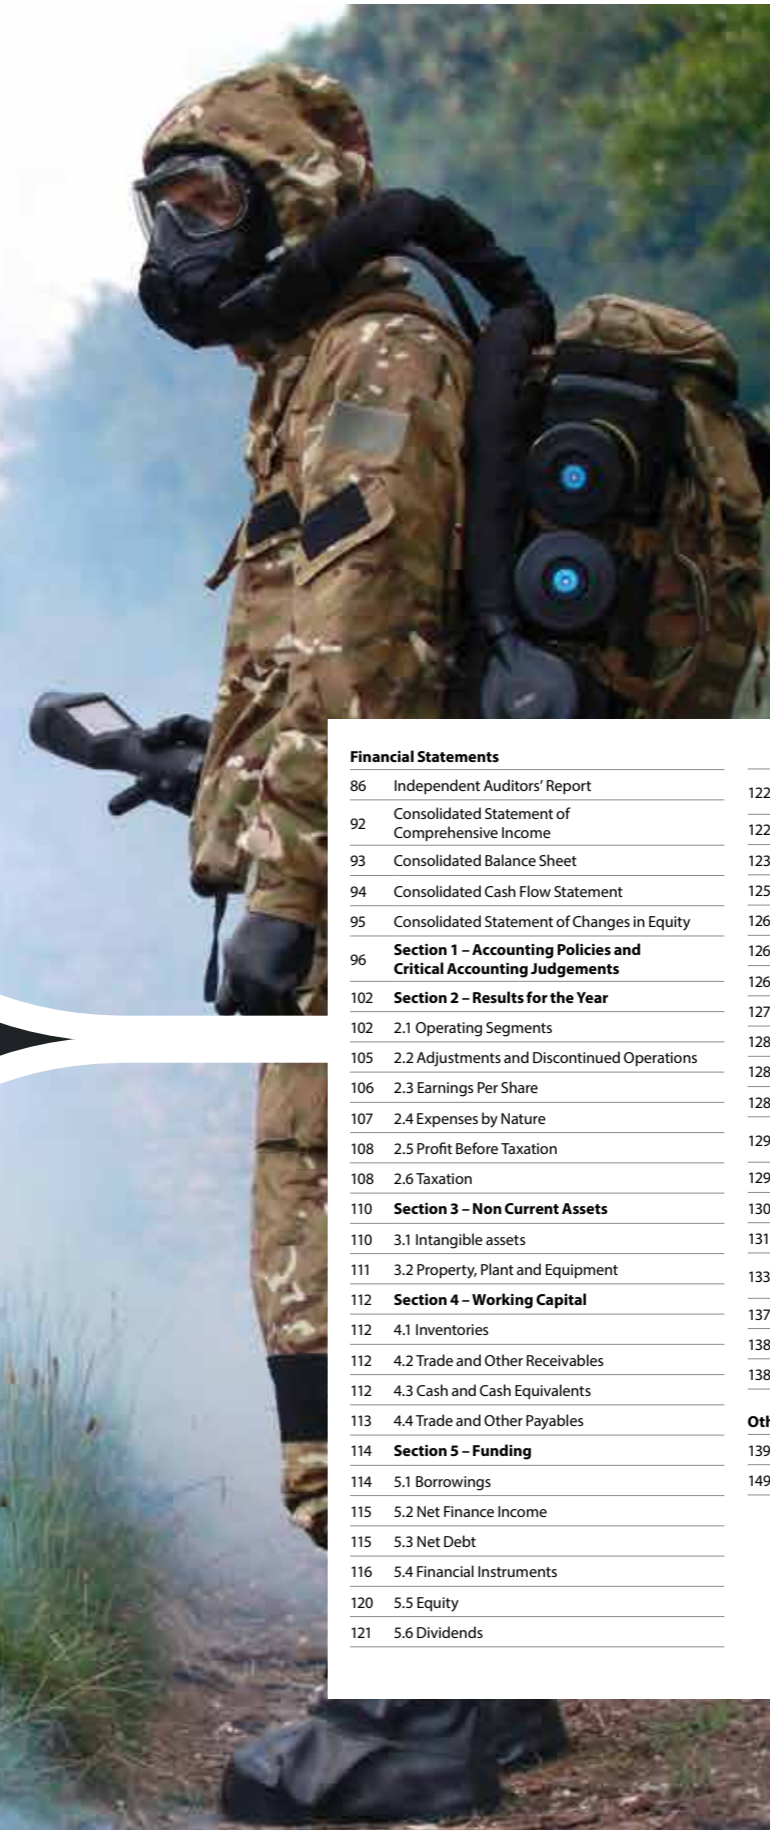 Financial Statements
86 Independent Auditors’ Report
92 Consolidated Statement of
Comprehensive Income
93 Consolidated Balance Sheet
94 Consolidated Cash Flow Statement
95 Consolidated Statement of Changes in Equity
96 Section 1 – Accounting Policies and
Critical Accounting Judgements
102 Section 2 – Results for the Year
102 2.1 Operating Segments
105 2.2 Adjustments and Discontinued Operations
106 2.3 Earnings Per Share
107 2.4 Expenses by Nature
108 2.5 Profit Before Taxation
108 2.6 Taxation
110 Section 3 – Non Current Assets
110 3.1 Intangible assets
111 3.2 Property, Plant and Equipment
112 Section 4 – Working Capital
112 4.1 Inventories
112 4.2 Trade and Other Receivables
112 4.3 Cash and Cash Equivalents
113 4.4 Trade and Other Payables
114 Section 5 – Funding
114 5.1 Borrowings
115 5.2 Net Finance Income
115 5.3 Net Debt
116 5.4 Financial Instruments
120 5.5 Equity
121 5.6 Dividends
122
122
123
125
126
126
126
127
128
128
128
129
129
130
131
133
137
138
138
139
149